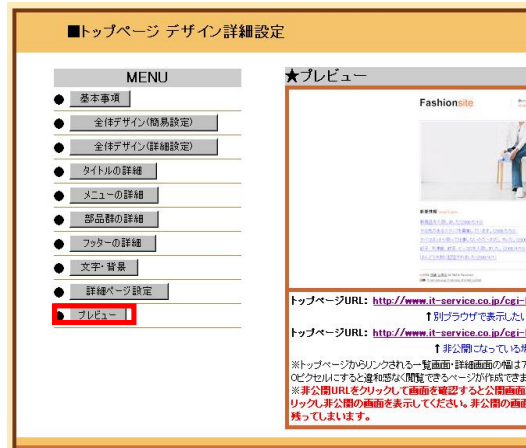 ■トップページ デザイン詳細設定
MENU
● 基本事項
● 全体デザイン(簡易設定)
● 全体デザイン(詳細設定)
● タイトルの詳細
● メニューの詳細
● 部品群の詳細
● フッターの詳細
● 文字・背景
● 詳細ページ設定
● プレビュー
★プレビュー
Fashionsite
新着情報
トップページURL: http://www.it-service.co.jp/cgi-
↑別ブラウザで表示したい
トップページURL: http://www.it-service.co.jp/cgi-
↑非公開になっている場
※トップページからリンクされる一覧画面・詳細画面の幅は7
0ピクセルにすると違和感なく閲覧できるページが作成できま
※非公開URLをクリックして画面を確認すると公開画面
リックし非公開の画面を表示してください。非公開の画面
残ってしまいます。